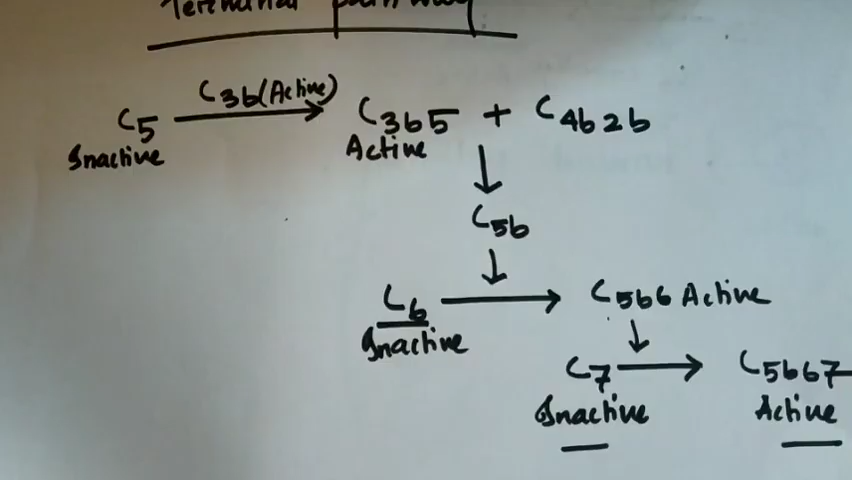 Terminal pathway
C3b(Active)
C5 → C3b5 + C4b2b
Inactive Active
↓
C5b
↓
C6 → C5b6 Active
Inactive ↓
C7 → C5b67
Inactive Active